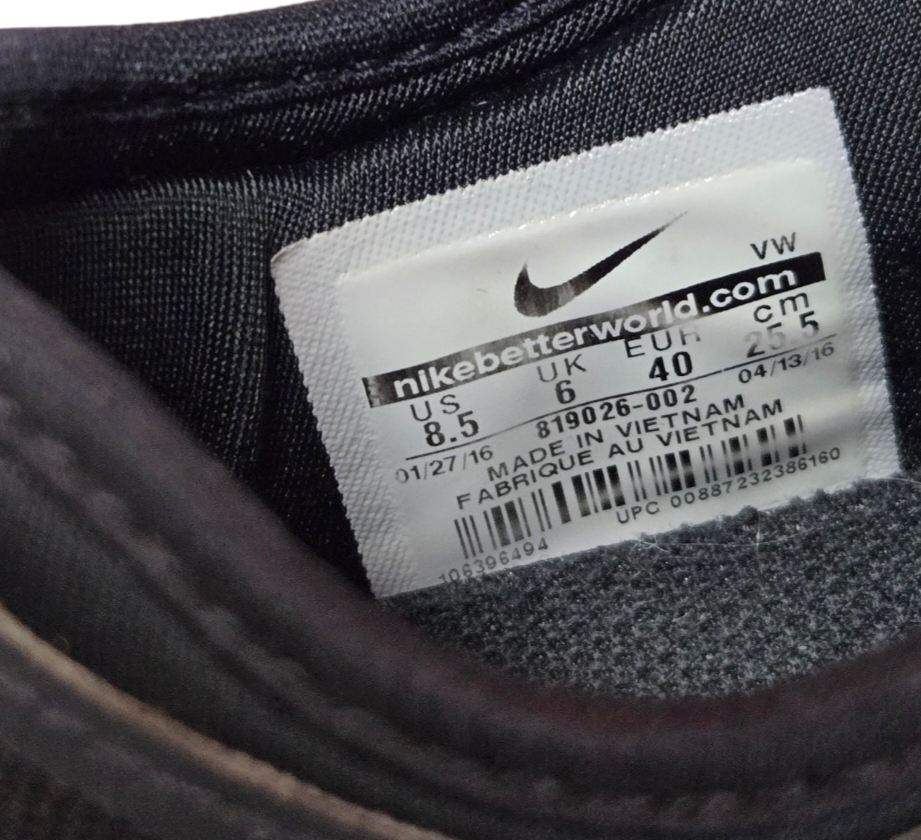 VW
nikebetterworld.com
US UK EUR cm
8.5 6 40 25.5
01/27/16 819026-002 04/13/16
MADE IN VIETNAM
FABRIQUE AU VIETNAM
UPC 00887232386160
106396494